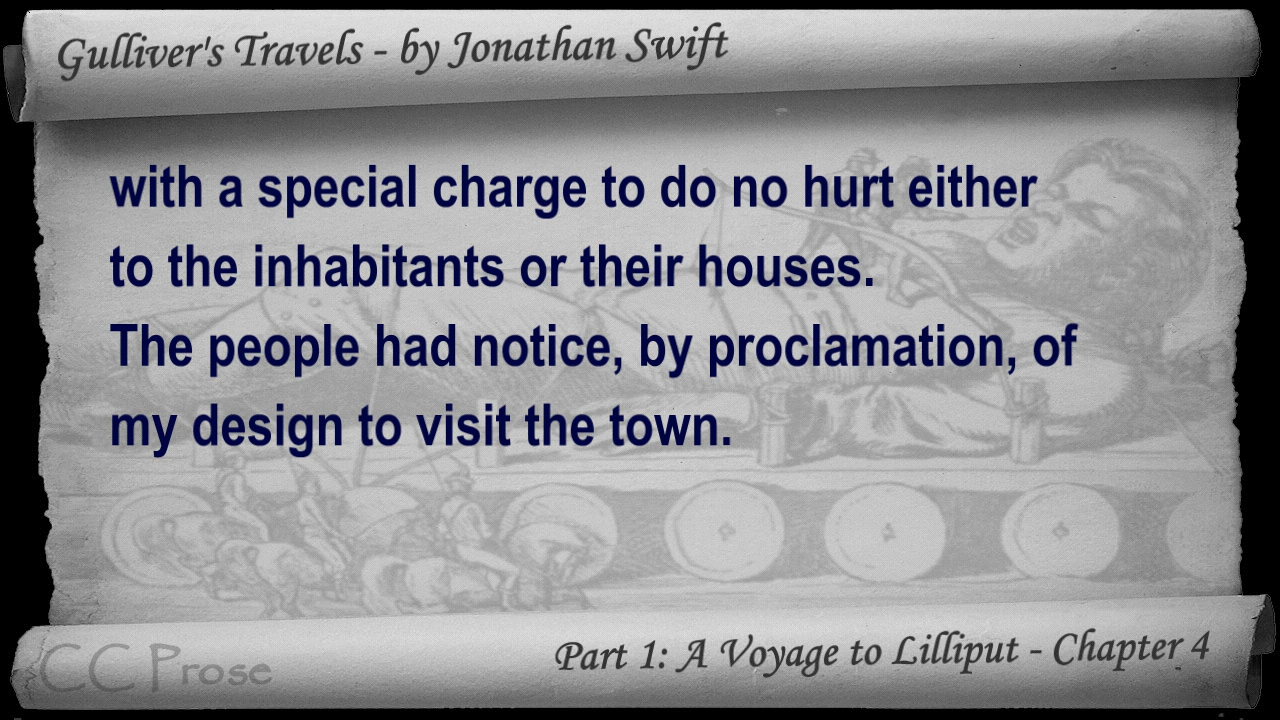 Gulliver's Travels - by Jonathan Swift
with a special charge to do no hurt either
to the inhabitants or their houses.
The people had notice, by proclamation, of
my design to visit the town.
CC Prose
Part 1: A Voyage to Lilliput - Chapter 4